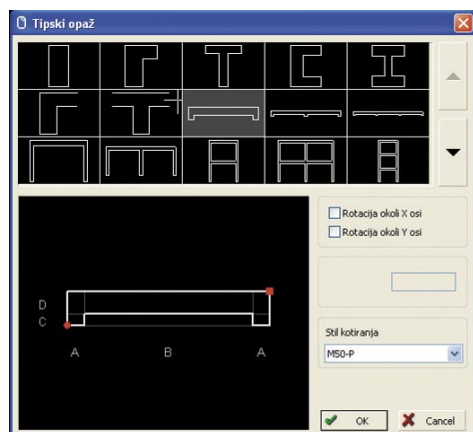 Tipski opaž
Rotacija okoli X osi
Rotacija okoli Y osi
D
C
A B A
Stil kotiranja
M50-P
OK Cancel